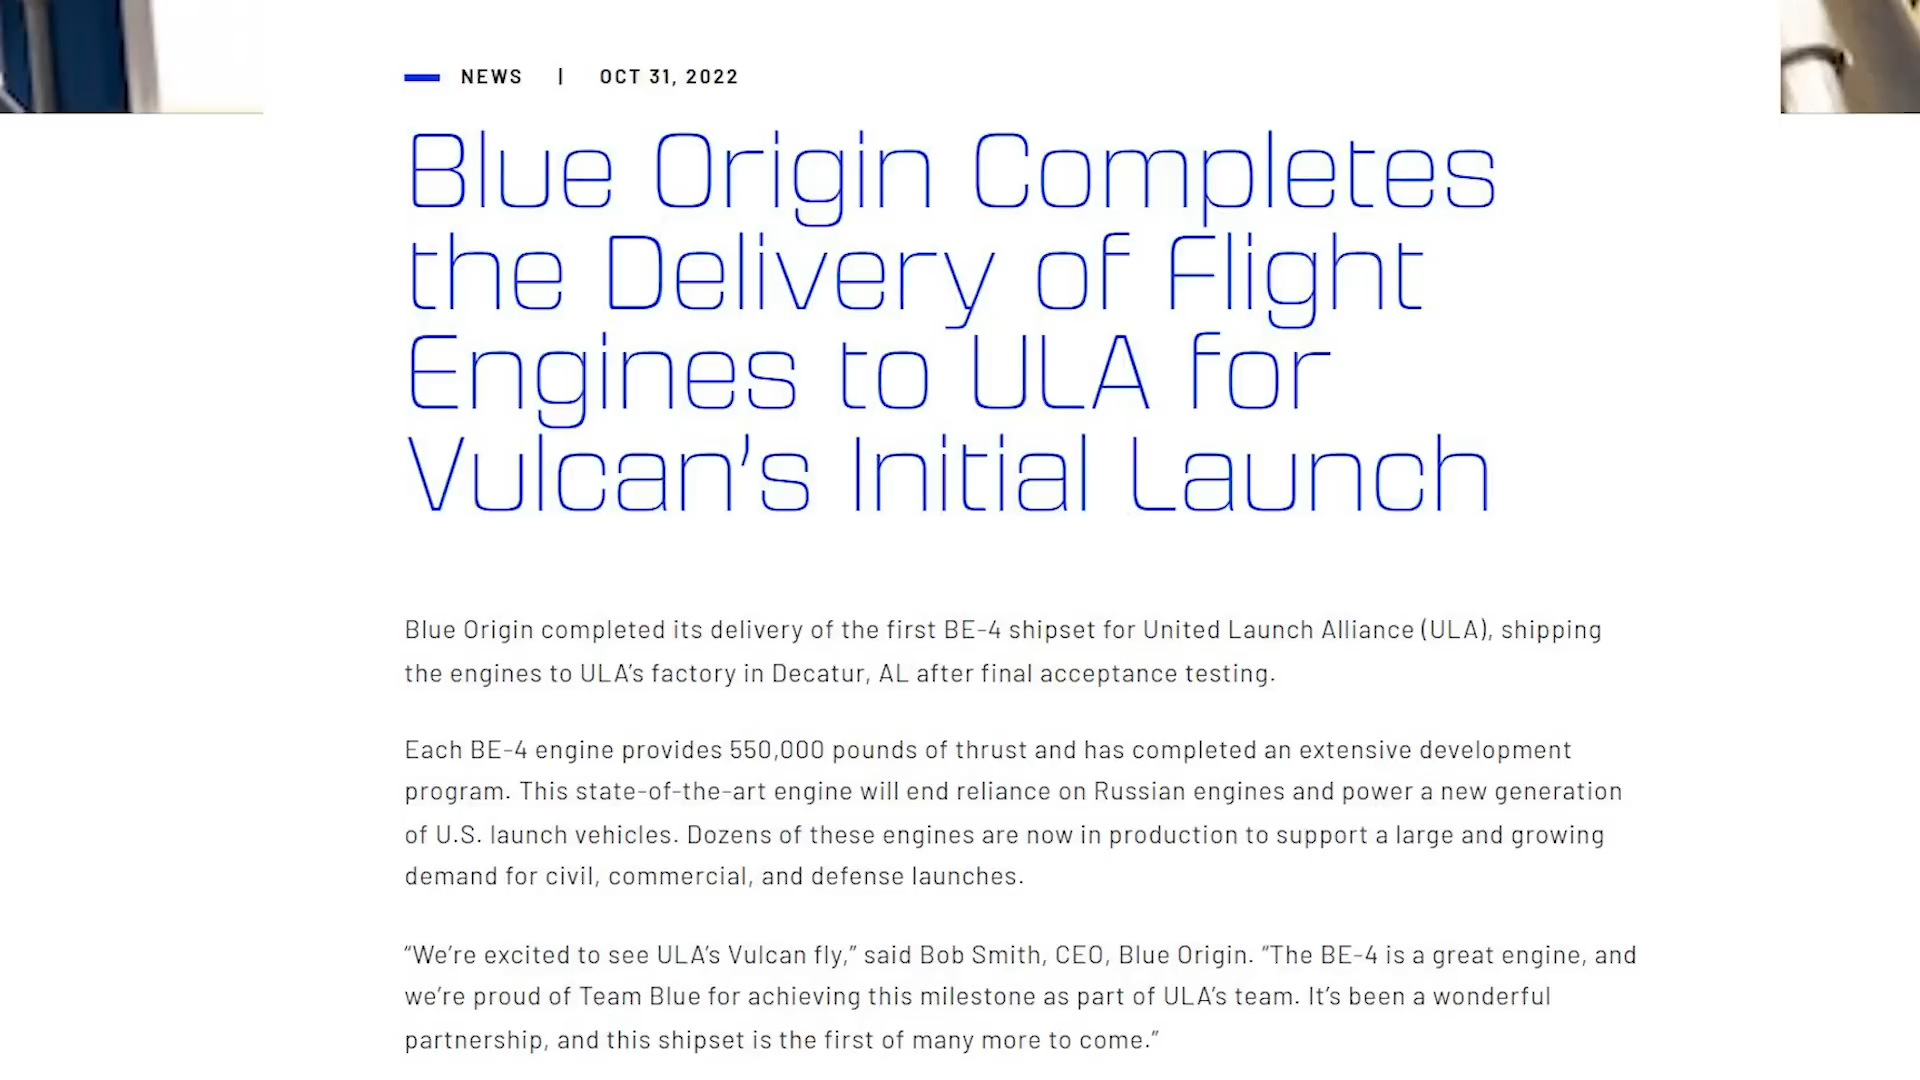 NEWS | OCT 31, 2022
Blue Origin Completes
the Delivery of Flight
Engines to ULA for
Vulcan’s Initial Launch
Blue Origin completed its delivery of the first BE-4 shipset for United Launch Alliance (ULA), shipping
the engines to ULA’s factory in Decatur, AL after final acceptance testing.
Each BE-4 engine provides 550,000 pounds of thrust and has completed an extensive development
program. This state-of-the-art engine will end reliance on Russian engines and power a new generation
of U.S. launch vehicles. Dozens of these engines are now in production to support a large and growing
demand for civil, commercial, and defense launches.
“We’re excited to see ULA’s Vulcan fly,” said Bob Smith, CEO, Blue Origin. “The BE-4 is a great engine, and
we’re proud of Team Blue for achieving this milestone as part of ULA’s team. It’s been a wonderful
partnership, and this shipset is the first of many more to come.”